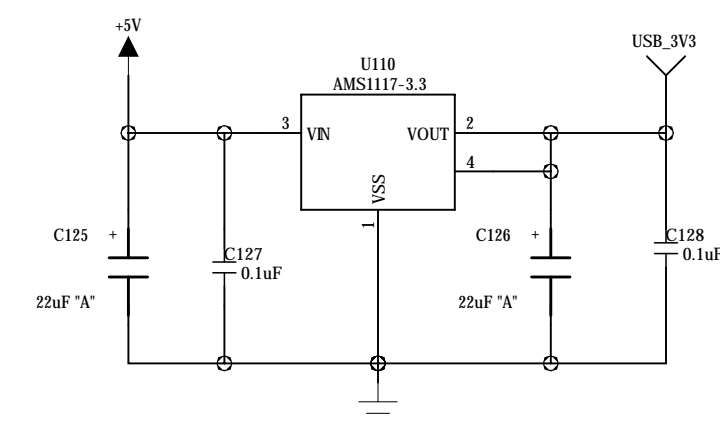 +5V
USB_3V3
U110
AMS1117-3.3
3
VIN
VOUT
2
4
VSS
1
C125
+
22uF "A"
C127
0.1uF
C126
+
22uF "A"
C128
0.1uF